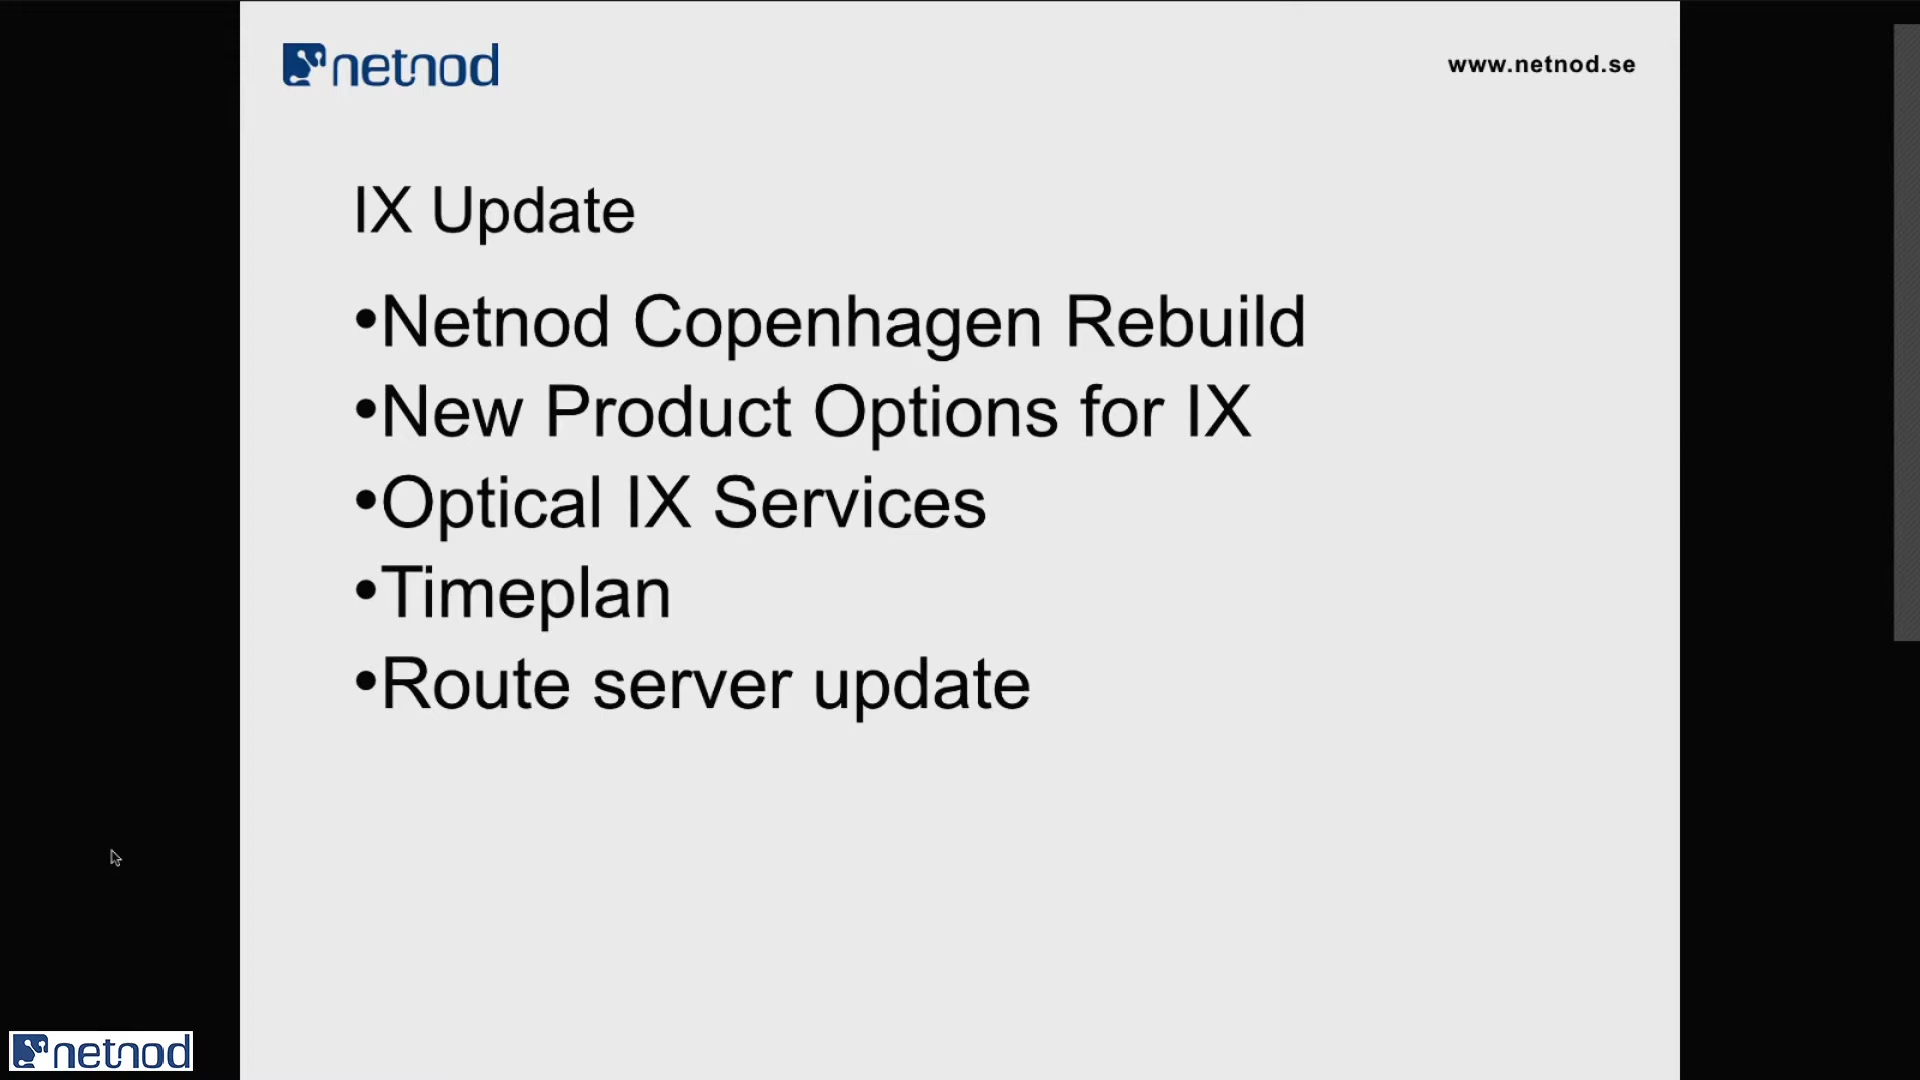 netnod
www.netnod.se
IX Update
•Netnod Copenhagen Rebuild
•New Product Options for IX
•Optical IX Services
•Timeplan
•Route server update
netnod